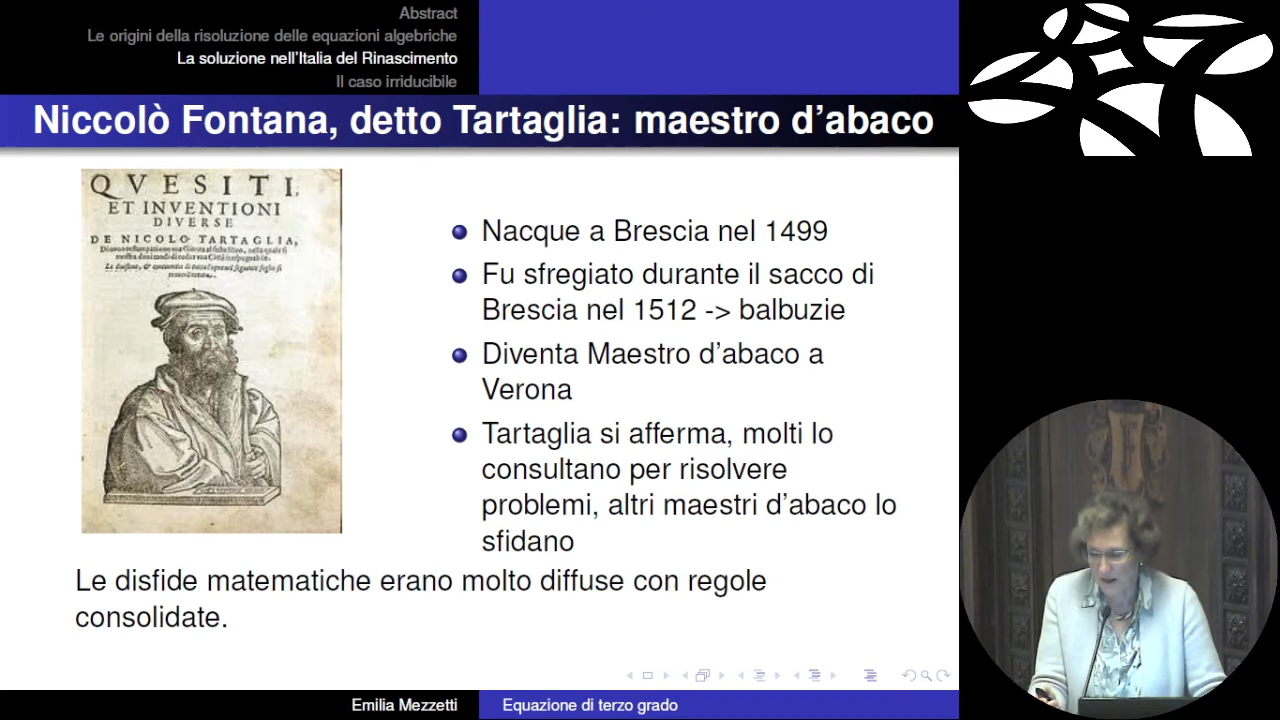 Abstract
Le origini della risoluzione delle equazioni algebriche
La soluzione nell'Italia del Rinascimento
Il caso irriducibile
Niccolò Fontana, detto Tartaglia: maestro d'abaco
QVESITI,
ET INVENTIONI
DIVERSE
DE NICOLO TARTAGLIA,
Nacque a Brescia nel 1499
Fu sfregiato durante il sacco di
Brescia nel 1512 -> balbuzie
Diventa Maestro d'abaco a
Verona
Tartaglia si afferma, molti lo
consultano per risolvere
problemi, altri maestri d'abaco lo
sfidano
Le disfide matematiche erano molto diffuse con regole
consolidate.
Emilia Mezzetti
Equazione di terzo grado